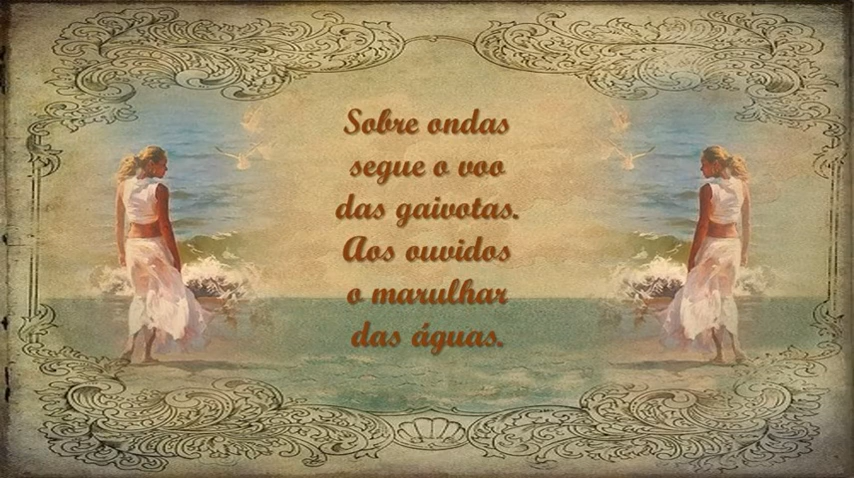 Sobre ondas
segue o voo
das gaivotas.
Aos ouvidos
o marulhar
das águas.